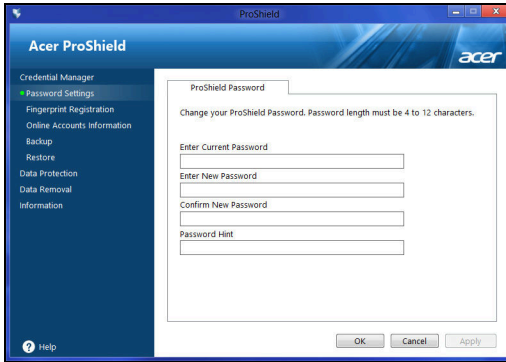 ProShield
Acer ProShield
acer
Credential Manager
Password Settings
Fingerprint Registration
Online Accounts Information
Backup
Restore
Data Protection
Data Removal
Information
Help
ProShield Password
Change your ProShield Password. Password length must be 4 to 12 characters.
Enter Current Password
Enter New Password
Confirm New Password
Password Hint
OK Cancel Apply